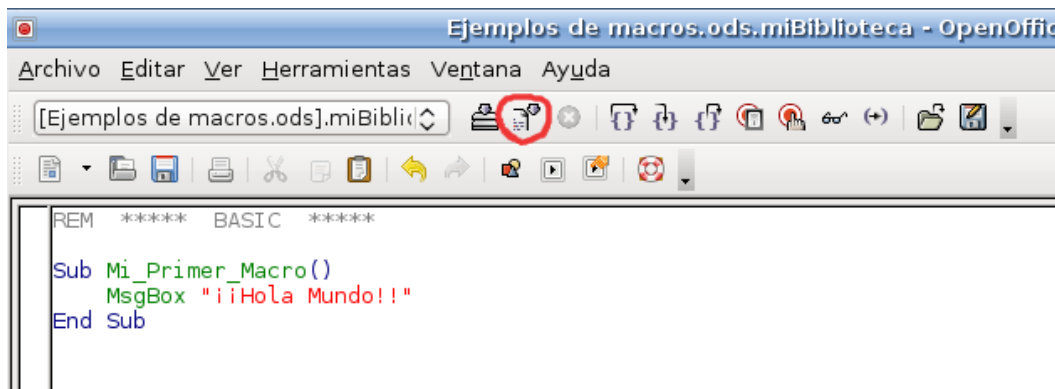 Ejemplos de macros.ods.miBiblioteca - OpenOffic
Archivo Editar Ver Herramientas Ventana Ayuda
[Ejemplos de macros.ods].miBiblic
REM ***** BASIC *****
Sub Mi_Primer_Macro()
MsgBox "¡¡Hola Mundo!!"
End Sub